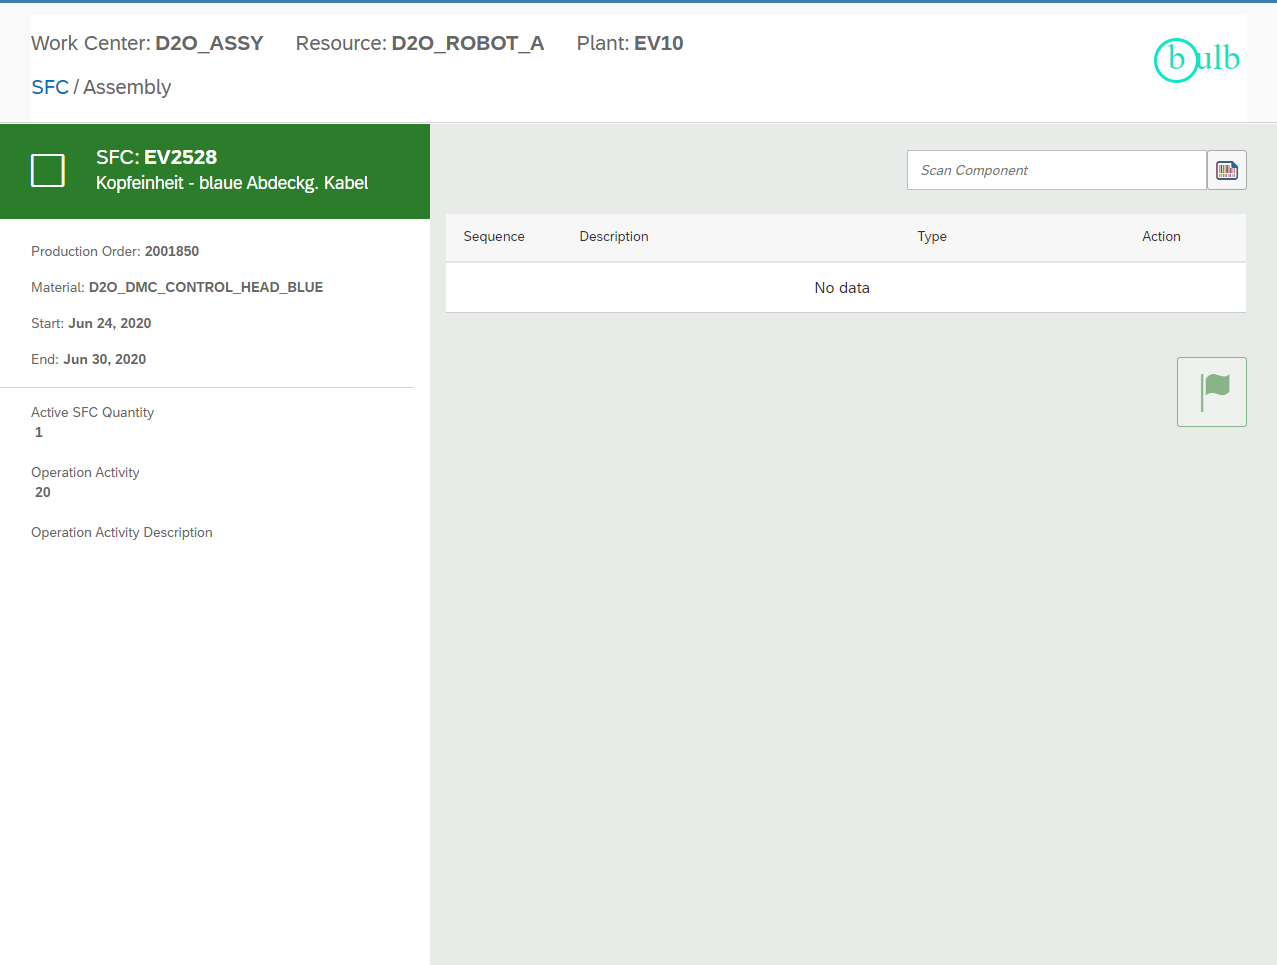 Work Center: D2O_ASSY Resource: D2O_ROBOT_A Plant: EV10
bulb
SFC / Assembly
SFC: EV2528
Kopfeinheit - blaue Abdeckg. Kabel
Scan Component
Sequence Description Type Action
No data
Production Order: 2001850
Material: D2O_DMC_CONTROL_HEAD_BLUE
Start: Jun 24, 2020
End: Jun 30, 2020
Active SFC Quantity
1
Operation Activity
20
Operation Activity Description